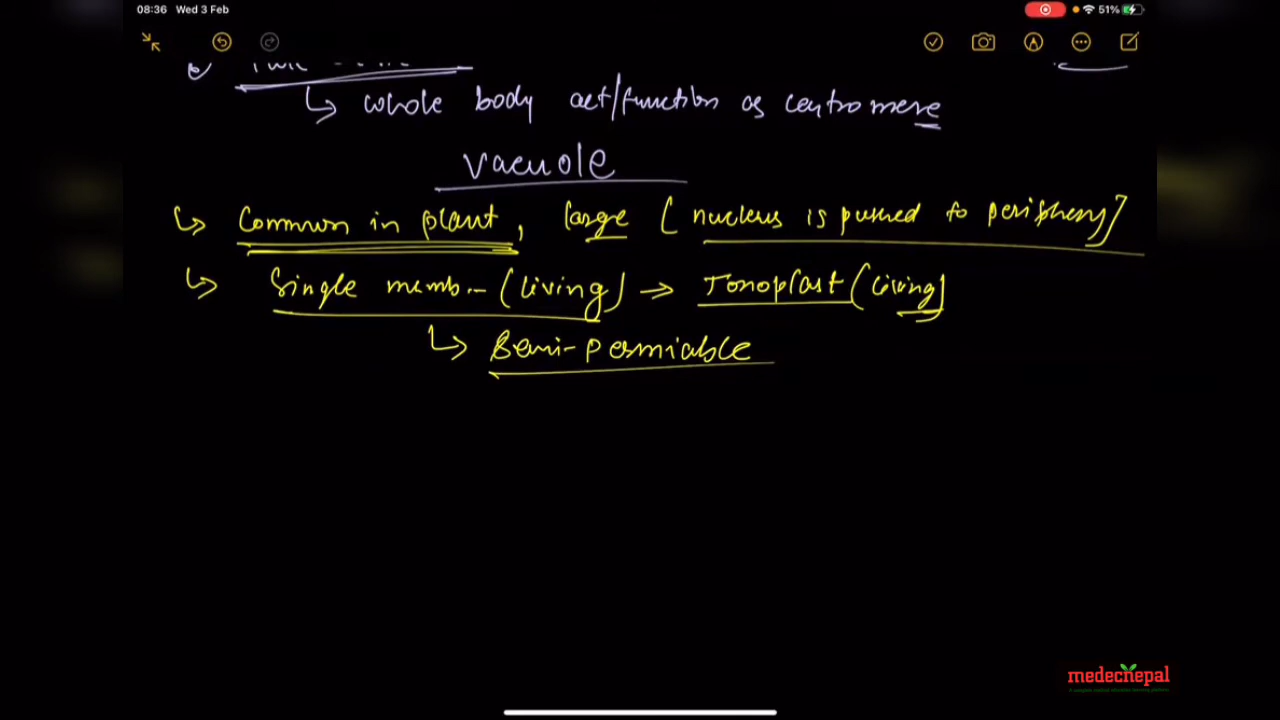 08:36 Wed 3 Feb
51%
↳ whole body act/function as centromere
Vacuole
↳ Common in plant, large [nucleus is pushed to periphery]
↳ Single memb.- (living) → Tonoplast (living)
↳ Semi-permiable
medecnepal